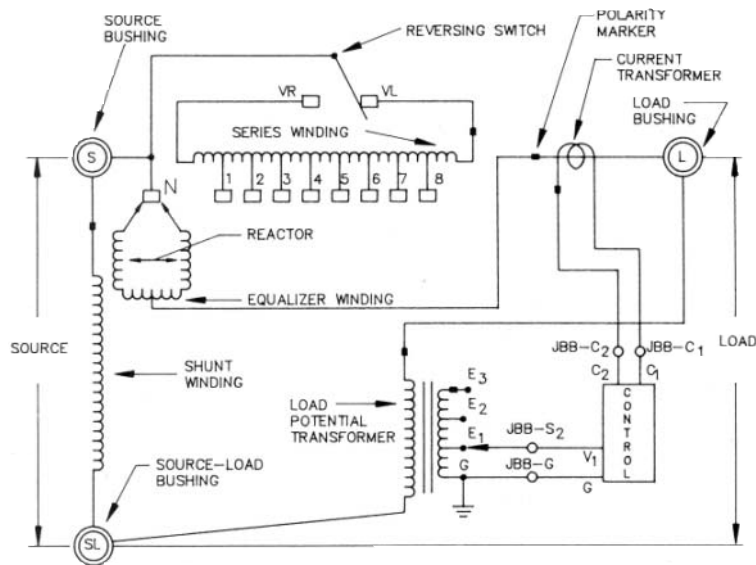 SOURCE
BUSHING
REVERSING SWITCH
POLARITY
MARKER
CURRENT
TRANSFORMER
LOAD
BUSHING
VR
VL
SERIES WINDING
S
L
N
1 2 3 4 5 6 7 8
REACTOR
EQUALIZER WINDING
SOURCE
SHUNT
WINDING
LOAD
POTENTIAL
TRANSFORMER
E3
E2
E1
G
JBB-C2
JBB-C1
C2
C1
JBB-S2
JBB-G
V1
G
CONTROL
LOAD
SOURCE-LOAD
BUSHING
SL